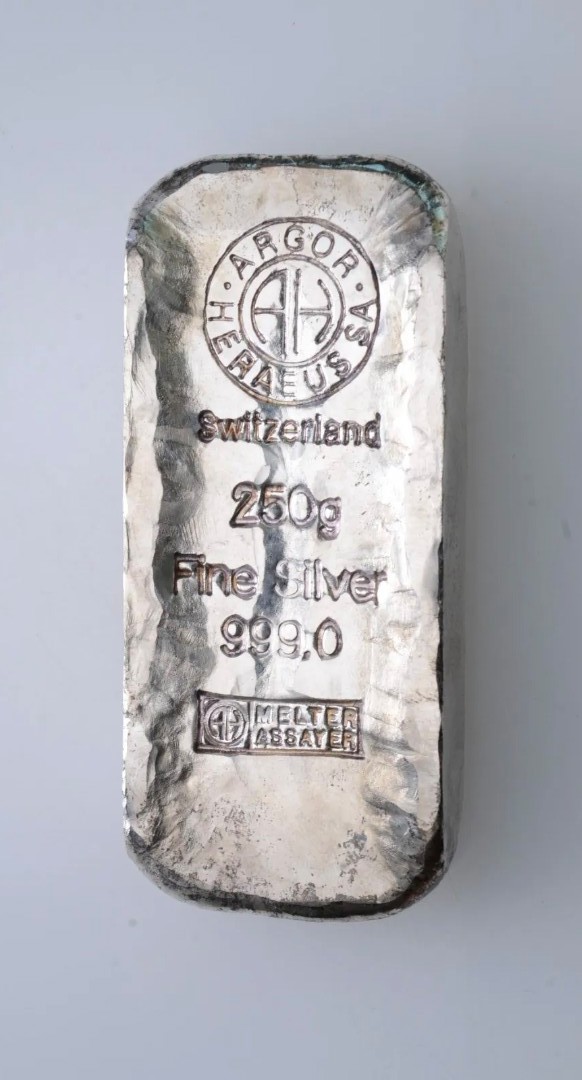 · ARGOR ·
HERAEUS SA
AH
Switzerland
250g
Fine Silver
999.0
AH MELTER
ASSAYER